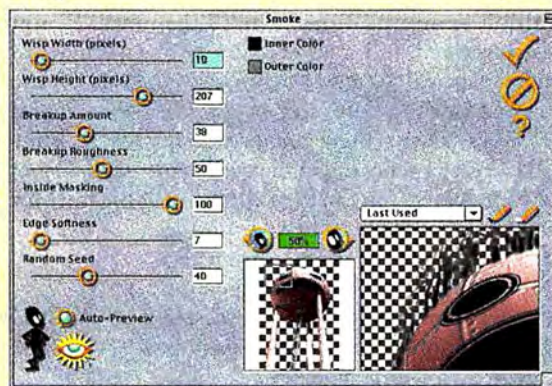 Smoke
Wisp Width (pixels)
10
Wisp Height (pixels)
207
Breakup Amount
38
Breakup Roughness
50
Inside Masking
100
Edge Softness
7
Random Seed
40
Auto-Preview
Inner Color
Outer Color
?
50%
Last Used